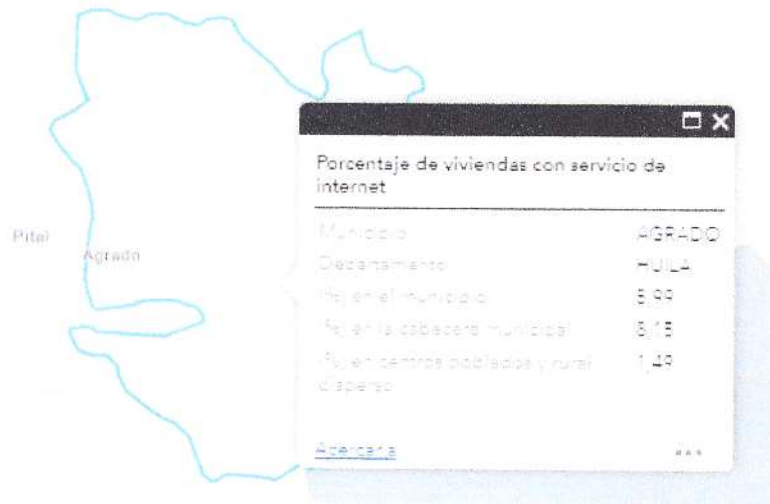 Porcentaje de viviendas con servicio de
internet
Pital
Agrado
Municipio AGRADO
Departamento HUILA
(%) en el municipio 5,99
(%) en la cabecera municipal 8,15
(%) en centros poblados y rural 1,49
disperso
Acercar a